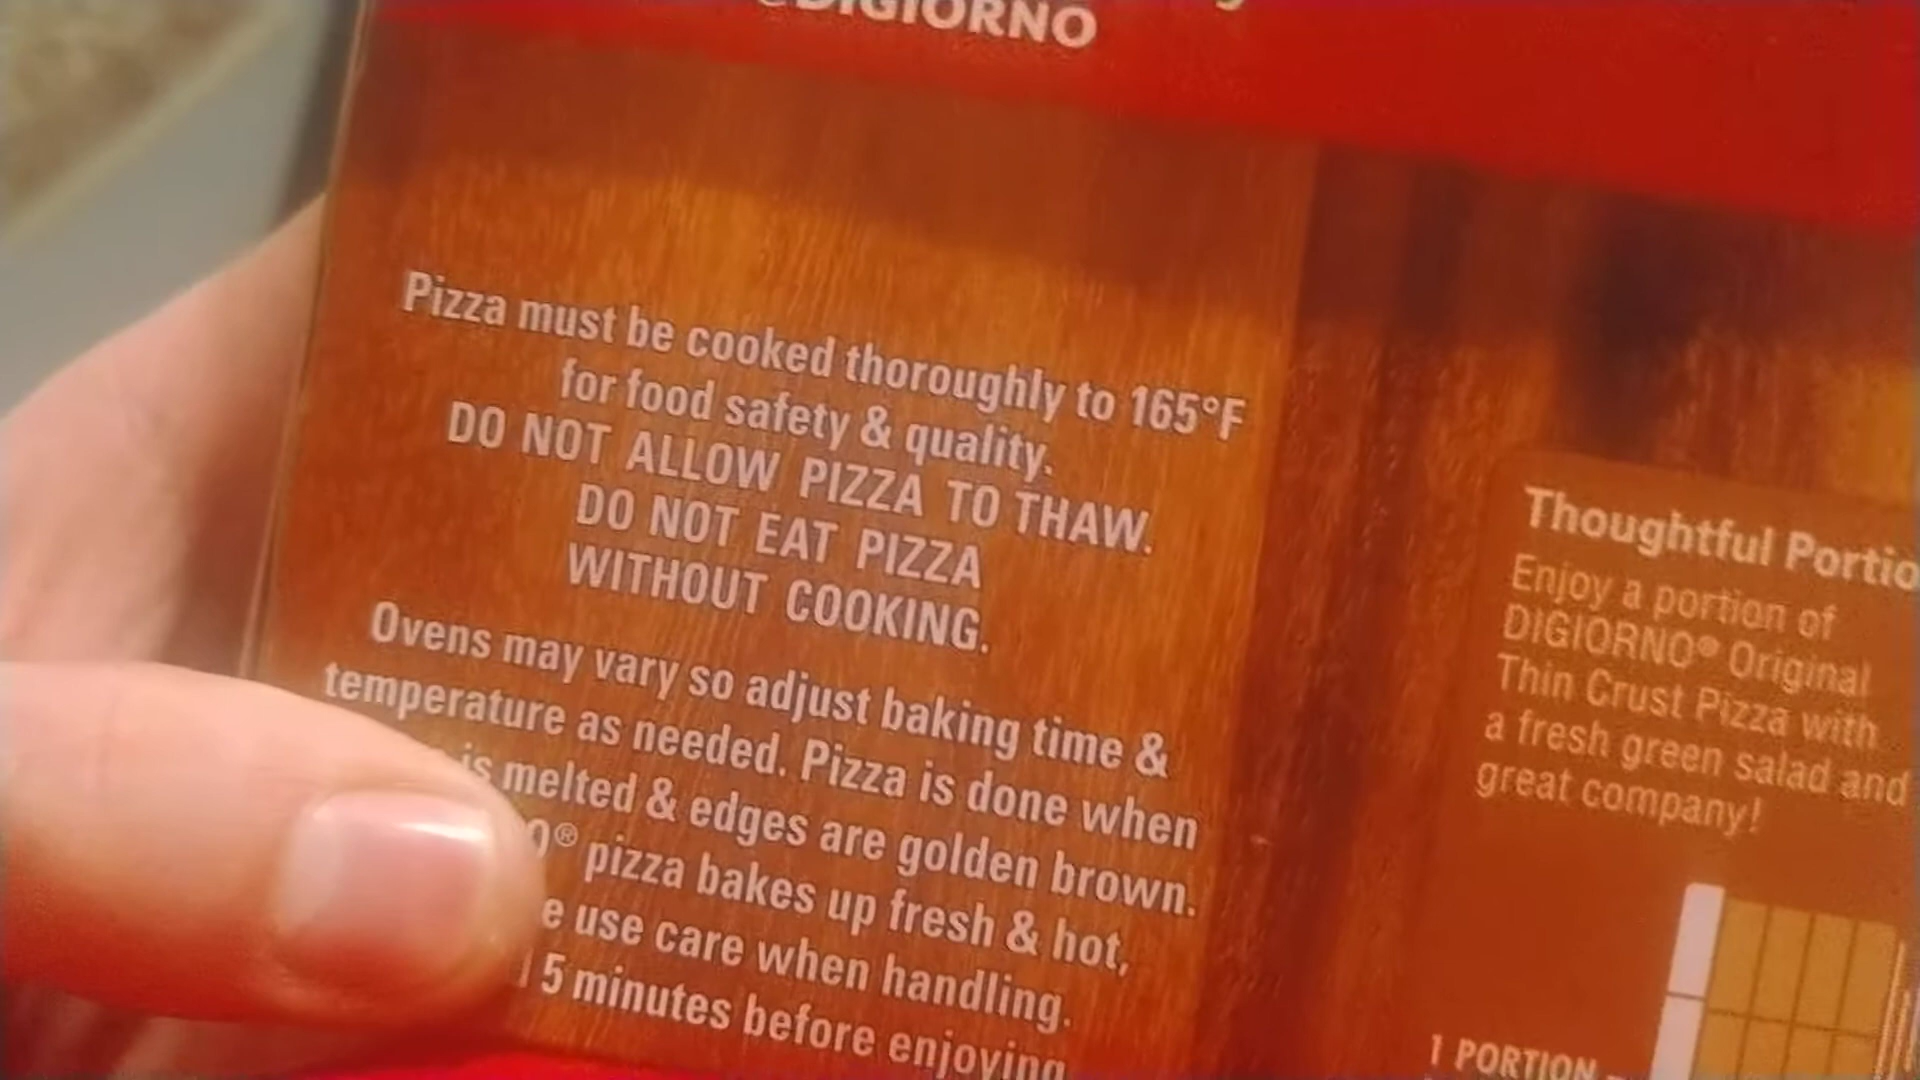 DIGIORNO
Pizza must be cooked thoroughly to 165°F
for food safety & quality.
DO NOT ALLOW PIZZA TO THAW.
DO NOT EAT PIZZA
WITHOUT COOKING.
Ovens may vary so adjust baking time &
temperature as needed. Pizza is done when
is melted & edges are golden brown.
® pizza bakes up fresh & hot,
use care when handling.
5 minutes before enjoying
Thoughtful
Enjoy a portion of
DIGIORNO® Original
Thin Crust Pizza with
a fresh green salad and
great company!
1 PORTION